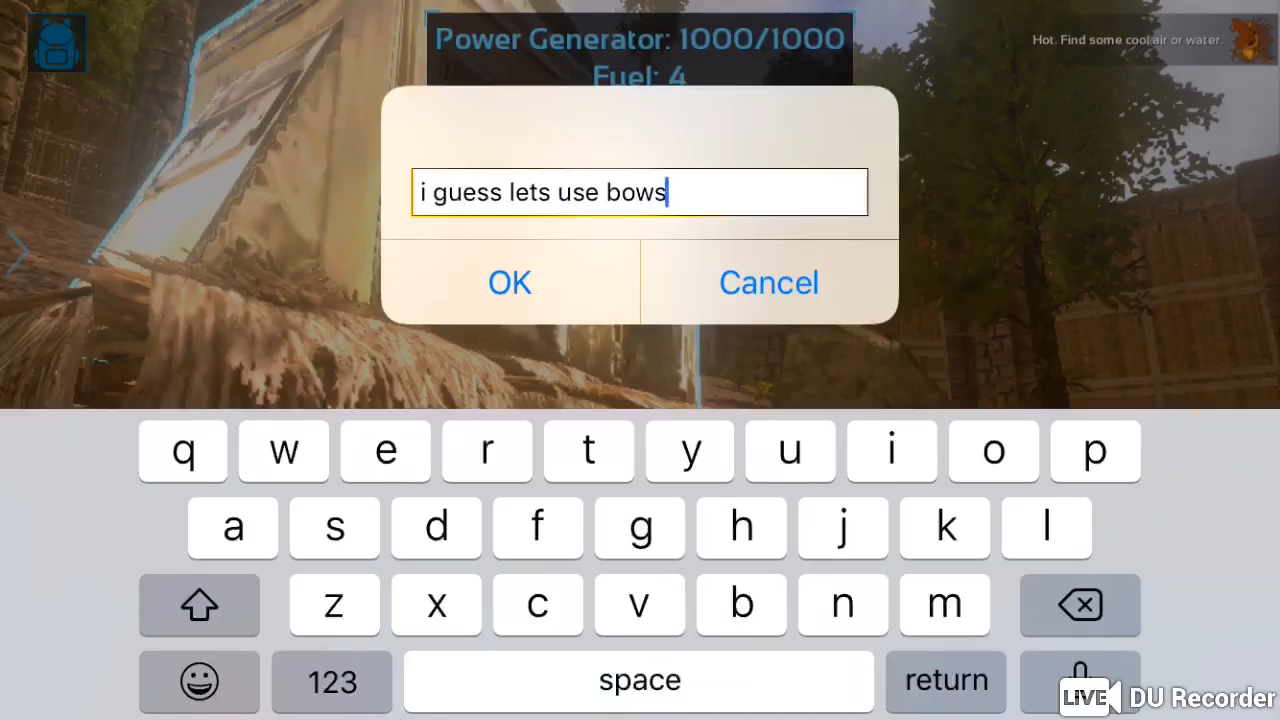 Power Generator: 1000/1000
Fuel: 4
Hot. Find some cool air or water.
i guess lets use bows
OK
Cancel
q w e r t y u i o p
a s d f g h j k l
z x c v b n m
123
space
return
LIVE
DU Recorder